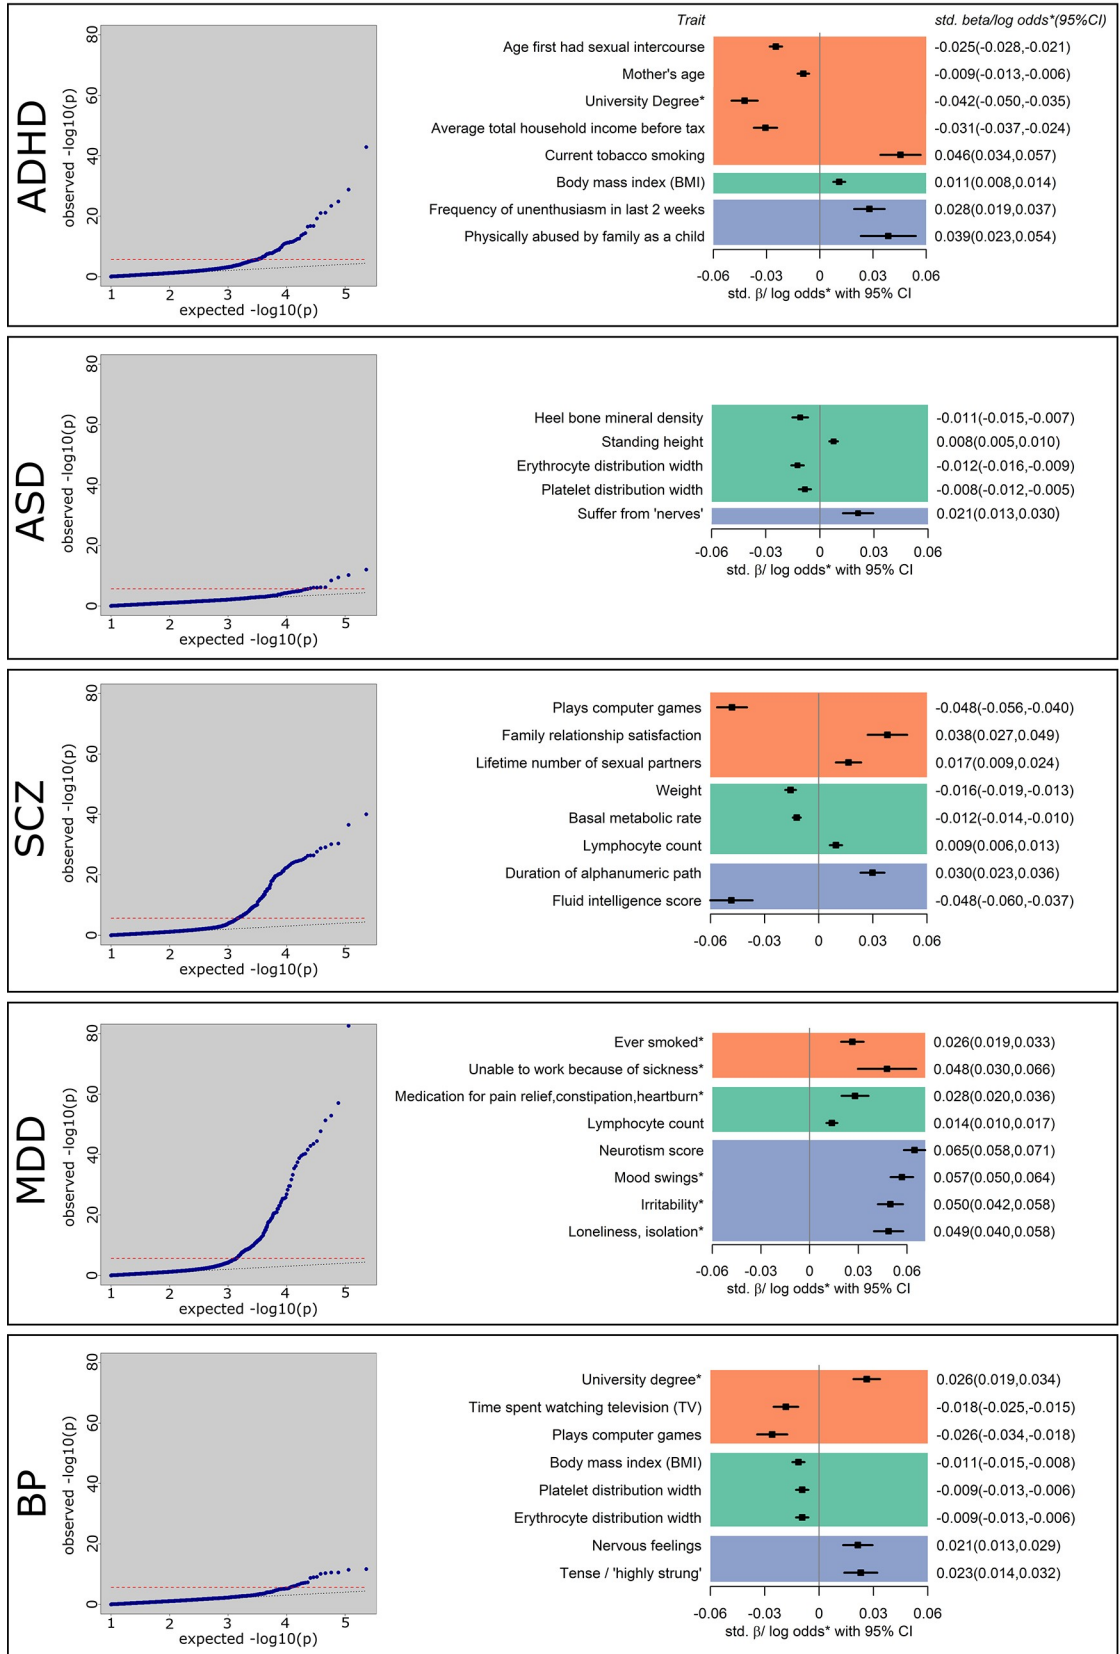 ADHD
observed -log10(p)
80
60
40
20
0
1 2 3 4 5
expected -log10(p)
Trait std. beta/log odds*(95%CI)
Age first had sexual intercourse -0.025(-0.028,-0.021)
Mother's age -0.009(-0.013,-0.006)
University Degree* -0.042(-0.050,-0.035)
Average total household income before tax -0.031(-0.037,-0.024)
Current tobacco smoking 0.046(0.034,0.057)
Body mass index (BMI) 0.011(0.008,0.014)
Frequency of unenthusiasm in last 2 weeks 0.028(0.019,0.037)
Physically abused by family as a child 0.039(0.023,0.054)
-0.06 -0.03 0 0.03 0.06
std. β/ log odds* with 95% CI
ASD
observed -log10(p)
80
60
40
20
0
1 2 3 4 5
expected -log10(p)
Heel bone mineral density -0.011(-0.015,-0.007)
Standing height 0.008(0.005,0.010)
Erythrocyte distribution width -0.012(-0.016,-0.009)
Platelet distribution width -0.008(-0.012,-0.005)
Suffer from 'nerves' 0.021(0.013,0.030)
-0.06 -0.03 0 0.03 0.06
std. β/ log odds* with 95% CI
SCZ
observed -log10(p)
80
60
40
20
0
1 2 3 4 5
expected -log10(p)
Plays computer games -0.048(-0.056,-0.040)
Family relationship satisfaction 0.038(0.027,0.049)
Lifetime number of sexual partners 0.017(0.009,0.024)
Weight -0.016(-0.019,-0.013)
Basal metabolic rate -0.012(-0.014,-0.010)
Lymphocyte count 0.009(0.006,0.013)
Duration of alphanumeric path 0.030(0.023,0.036)
Fluid intelligence score -0.048(-0.060,-0.037)
-0.06 -0.03 0 0.03 0.06
MDD
observed -log10(p)
80
60
40
20
0
1 2 3 4 5
expected -log10(p)
Ever smoked* 0.026(0.019,0.033)
Unable to work because of sickness* 0.048(0.030,0.066)
Medication for pain relief,constipation,heartburn* 0.028(0.020,0.036)
Lymphocyte count 0.014(0.010,0.017)
Neurotism score 0.065(0.058,0.071)
Mood swings* 0.057(0.050,0.064)
Irritability* 0.050(0.042,0.058)
Loneliness, isolation* 0.049(0.040,0.058)
-0.06 -0.03 0 0.03 0.06
std. β/ log odds* with 95% CI
BP
observed -log10(p)
80
60
40
20
0
1 2 3 4 5
expected -log10(p)
University degree* 0.026(0.019,0.034)
Time spent watching television (TV) -0.018(-0.025,-0.015)
Plays computer games -0.026(-0.034,-0.018)
Body mass index (BMI) -0.011(-0.015,-0.008)
Platelet distribution width -0.009(-0.013,-0.006)
Erythrocyte distribution width -0.009(-0.013,-0.006)
Nervous feelings 0.021(0.013,0.029)
Tense / 'highly strung' 0.023(0.014,0.032)
-0.06 -0.03 0 0.03 0.06
std. β/ log odds* with 95% CI